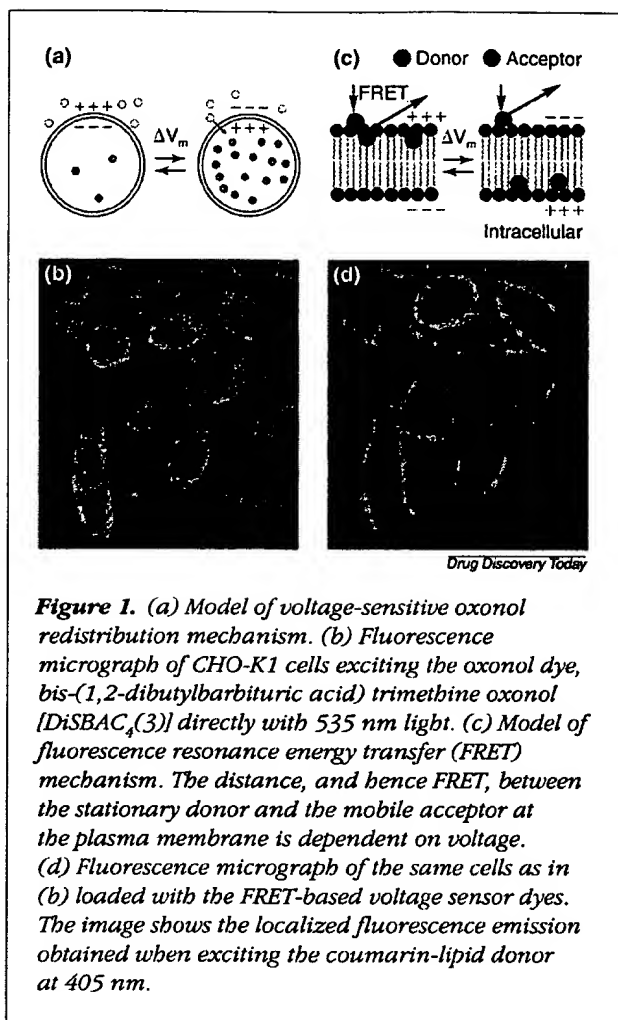 (a)
+ + +
− − −
ΔVm
− − −
+ + +
(c) Donor Acceptor
FRET
+ + +
− − −
ΔVm
− − −
+ + +
Intracellular
(b)
(d)
Drug Discovery Today
Figure 1. (a) Model of voltage-sensitive oxonol
redistribution mechanism. (b) Fluorescence
micrograph of CHO-K1 cells exciting the oxonol dye,
bis-(1,2-dibutylbarbituric acid) trimethine oxonol
[DiSBAC4(3)] directly with 535 nm light. (c) Model of
fluorescence resonance energy transfer (FRET)
mechanism. The distance, and hence FRET, between
the stationary donor and the mobile acceptor at
the plasma membrane is dependent on voltage.
(d) Fluorescence micrograph of the same cells as in
(b) loaded with the FRET-based voltage sensor dyes.
The image shows the localized fluorescence emission
obtained when exciting the coumarin-lipid donor
at 405 nm.